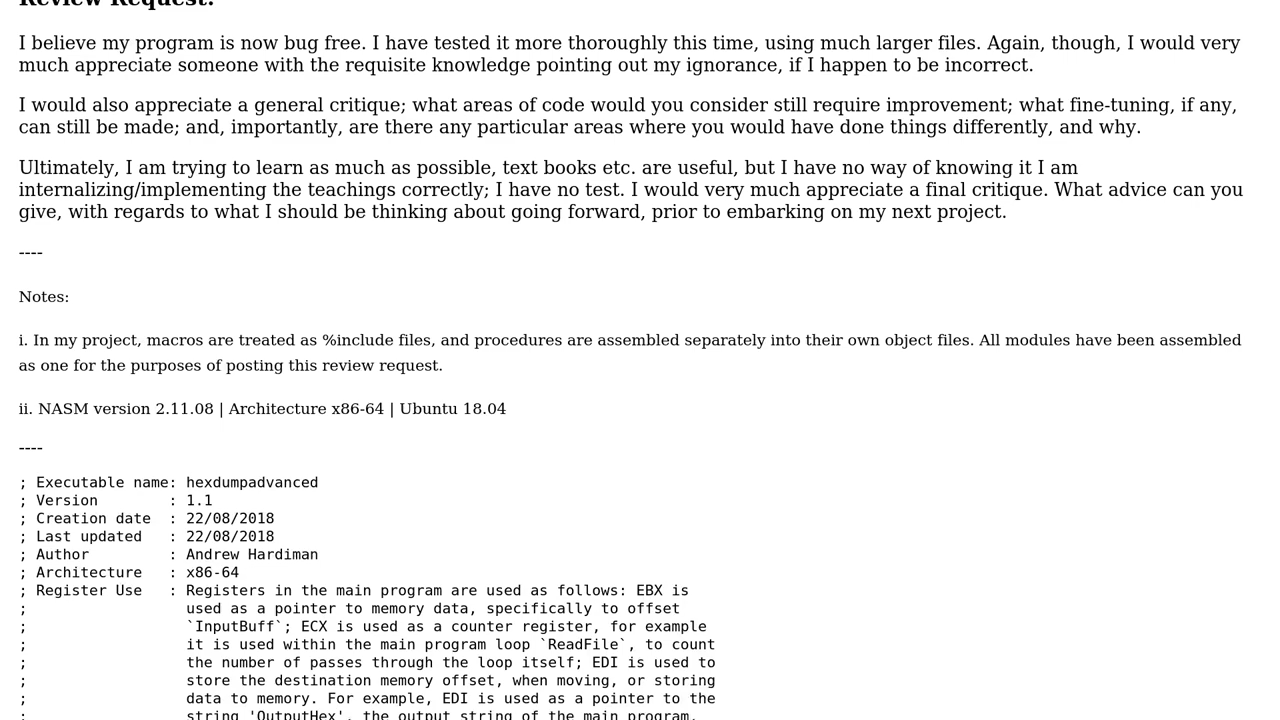 Review Request:
I believe my program is now bug free. I have tested it more thoroughly this time, using much larger files. Again, though, I would very
much appreciate someone with the requisite knowledge pointing out my ignorance, if I happen to be incorrect.
I would also appreciate a general critique; what areas of code would you consider still require improvement; what fine-tuning, if any,
can still be made; and, importantly, are there any particular areas where you would have done things differently, and why.
Ultimately, I am trying to learn as much as possible, text books etc. are useful, but I have no way of knowing it I am
internalizing/implementing the teachings correctly; I have no test. I would very much appreciate a final critique. What advice can you
give, with regards to what I should be thinking about going forward, prior to embarking on my next project.
----
Notes:
i. In my project, macros are treated as %include files, and procedures are assembled separately into their own object files. All modules have been assembled
as one for the purposes of posting this review request.
ii. NASM version 2.11.08 | Architecture x86-64 | Ubuntu 18.04
----
; Executable name: hexdumpadvanced
; Version        : 1.1
; Creation date  : 22/08/2018
; Last updated   : 22/08/2018
; Author         : Andrew Hardiman
; Architecture   : x86-64
; Register Use   : Registers in the main program are used as follows: EBX is
;                  used as a pointer to memory data, specifically to offset
;                  `InputBuff`; ECX is used as a counter register, for example
;                  it is used within the main program loop `ReadFile`, to count
;                  the number of passes through the loop itself; EDI is used to
;                  store the destination memory offset, when moving, or storing
;                  data to memory. For example, EDI is used as a pointer to the
;                  string 'OutputHex', the output string of the main program.